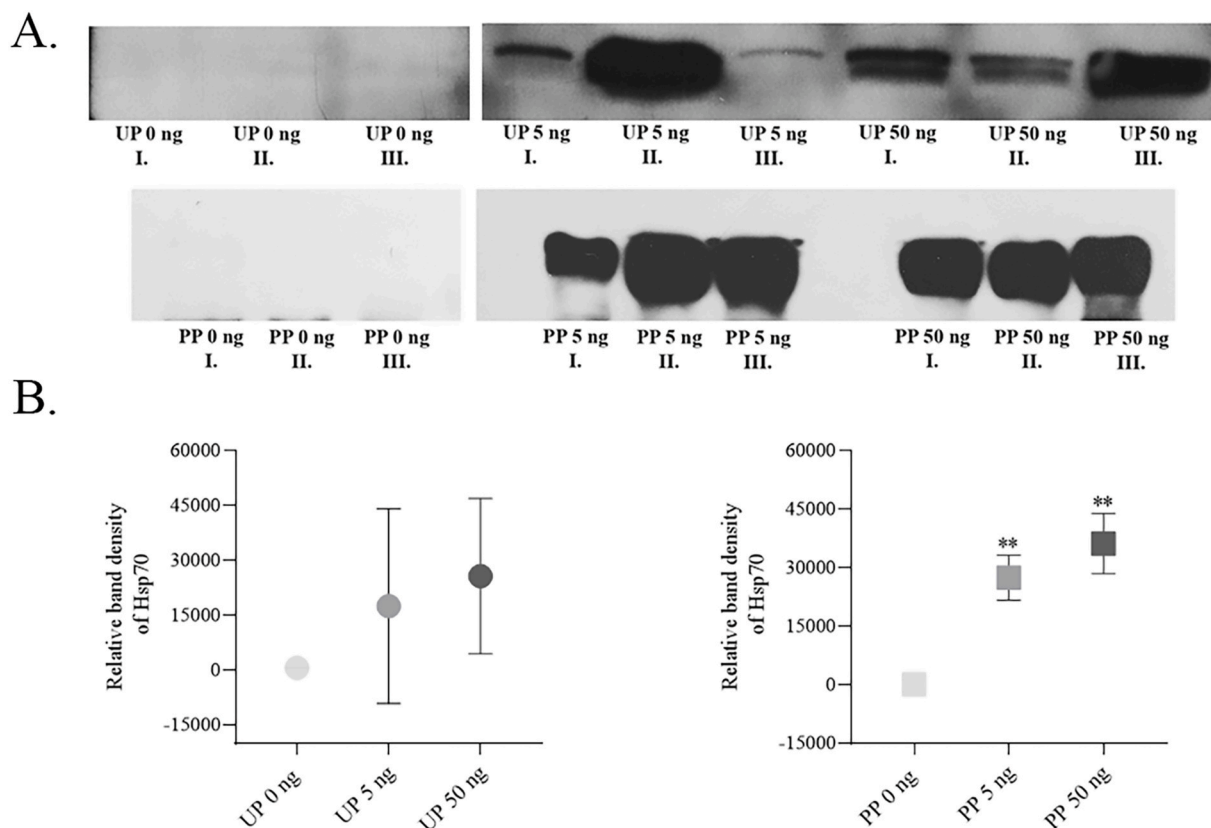 A.
UP 0 ng UP 0 ng UP 0 ng UP 5 ng UP 5 ng UP 5 ng UP 50 ng UP 50 ng UP 50 ng
I. II. III. I. II. III. I. II. III.
PP 0 ng PP 0 ng PP 0 ng PP 5 ng PP 5 ng PP 5 ng PP 50 ng PP 50 ng PP 50 ng
I. II. III. I. II. III. I. II. III.
B.
Relative band density
of Hsp70
60000
45000
30000
15000
0
-15000
UP 0 ng
UP 5 ng
UP 50 ng
Relative band density
of Hsp70
60000
45000
30000
15000
0
-15000
**
**
PP 0 ng
PP 5 ng
PP 50 ng